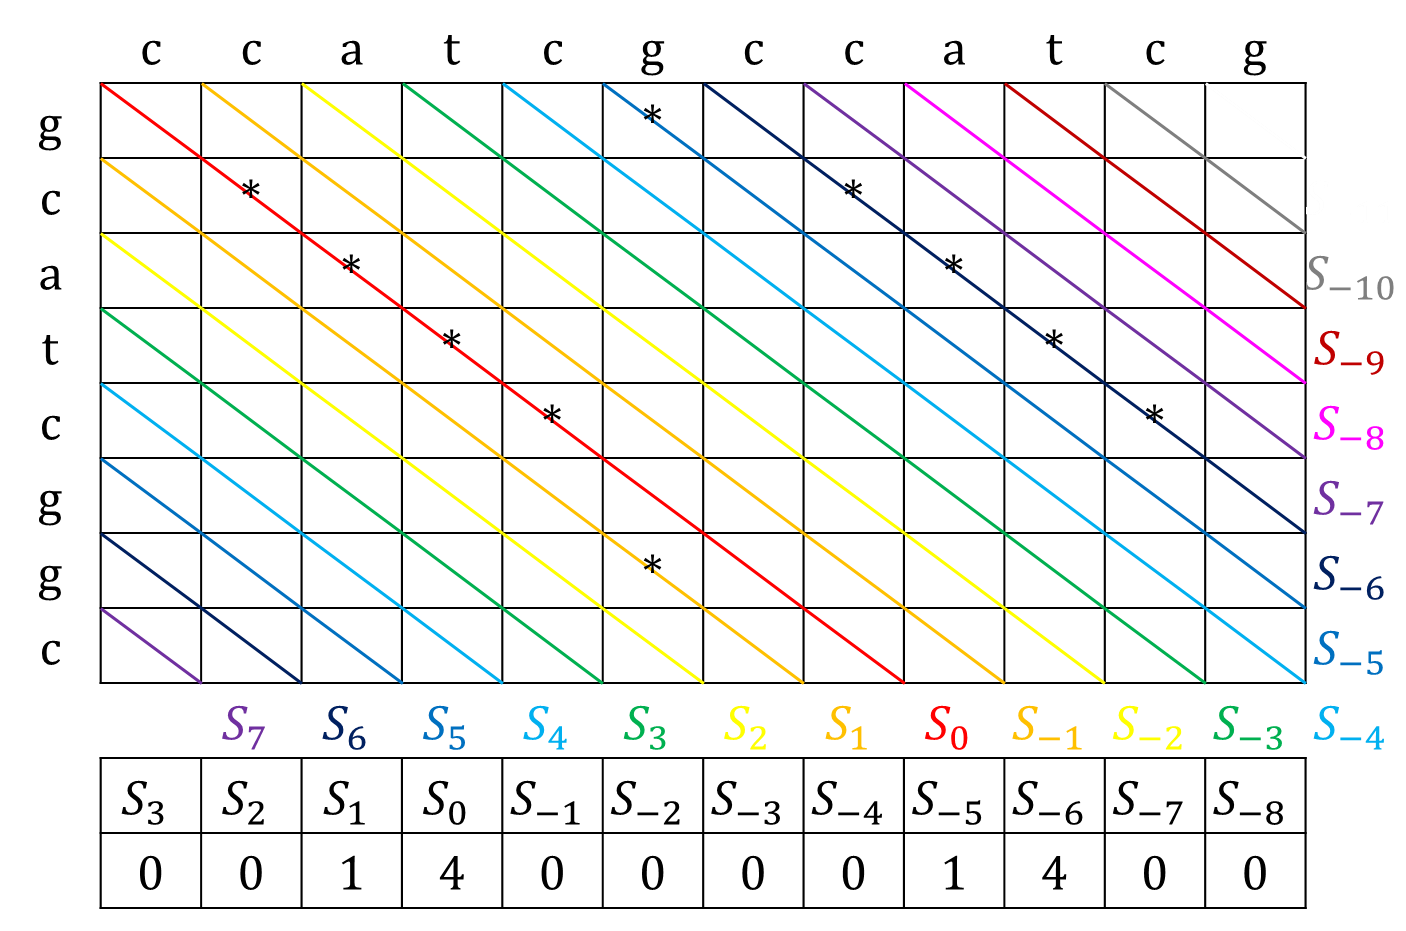 c c a t c g c c a t c g
g *
c * *
a * *
S₋₁₀
t * *
S₋₉
c * *
S₋₈
g
S₋₇
g *
S₋₆
c
S₋₅
S₇ S₆ S₅ S₄ S₃ S₂ S₁ S₀ S₋₁ S₋₂ S₋₃ S₋₄
S₃ S₂ S₁ S₀ S₋₁ S₋₂ S₋₃ S₋₄ S₋₅ S₋₆ S₋₇ S₋₈
0 0 1 4 0 0 0 0 1 4 0 0